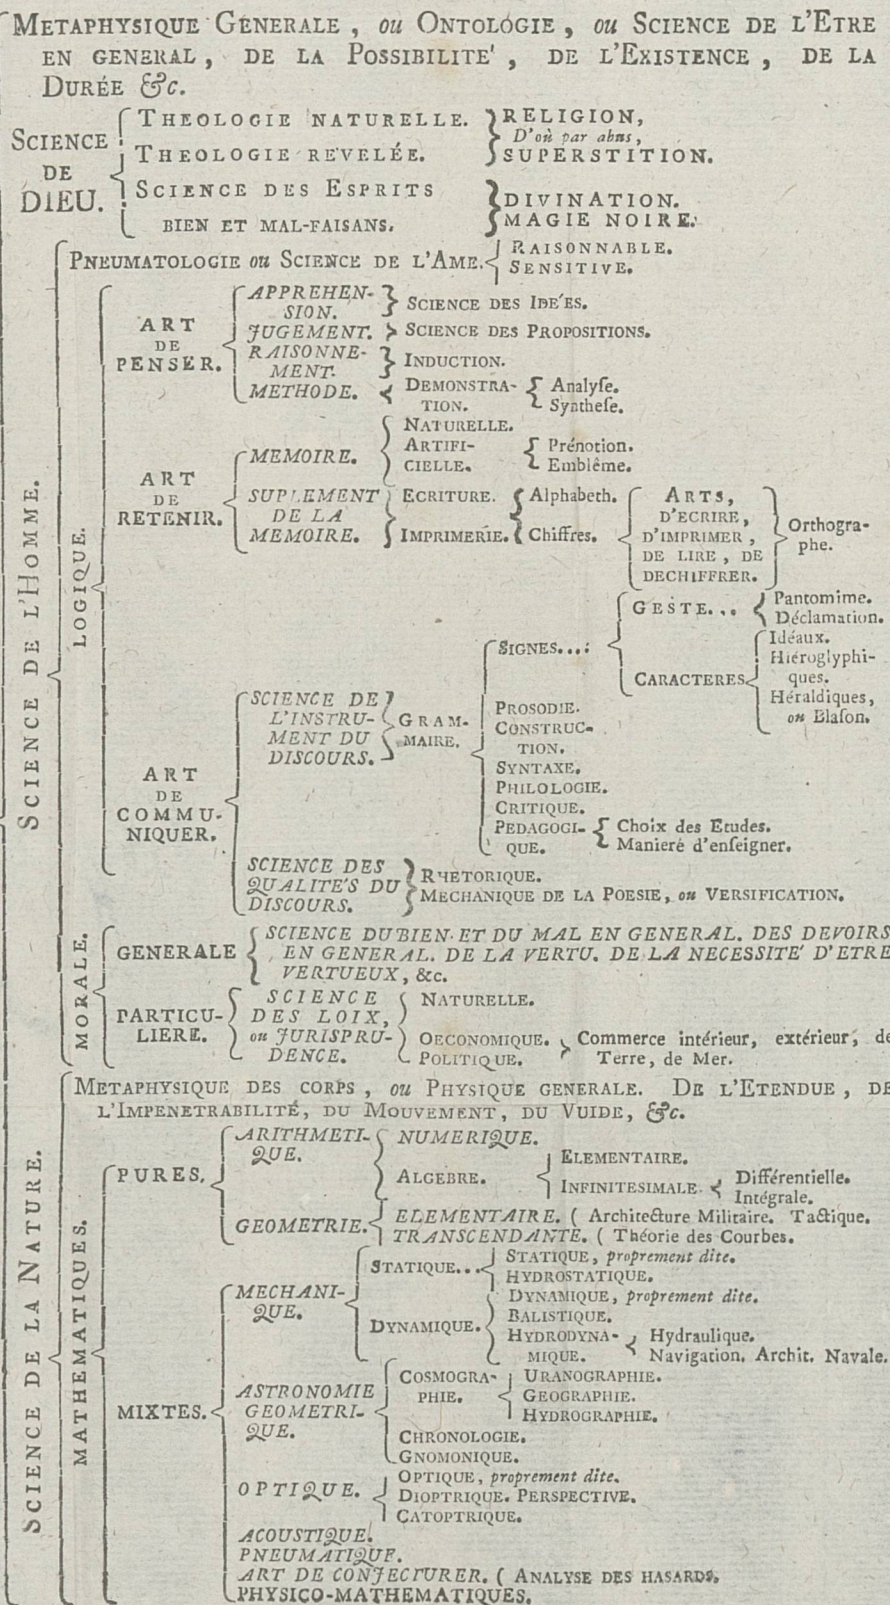 METAPHYSIQUE GENERALE, ou ONTOLOGIE, ou SCIENCE DE L'ETRE
EN GENERAL, DE LA POSSIBILITE', DE L'EXISTENCE, DE LA
DURÉE &c.
SCIENCE DE DIEU.
THEOLOGIE NATURELLE.
THEOLOGIE REVELÉE.
RELIGION,
D'où par abus,
SUPERSTITION.
SCIENCE DES ESPRITS
BIEN ET MAL-FAISANS.
DIVINATION.
MAGIE NOIRE.
SCIENCE DE L'HOMME.
PNEUMATOLOGIE ou SCIENCE DE L'AME.
RAISONNABLE.
SENSITIVE.
LOGIQUE.
ART
DE
PENSER.
APPREHEN-
SION.
SCIENCE DES IDE'ES.
JUGEMENT.
SCIENCE DES PROPOSITIONS.
RAISONNE-
MENT.
INDUCTION.
METHODE.
DEMONSTRA-
TION.
Analyſe.
Syntheſe.
ART
DE
RETENIR.
MEMOIRE.
NATURELLE.
ARTIFI-
CIELLE.
Prénotion.
Emblême.
SUPLEMENT
DE LA
MEMOIRE.
ECRITURE.
IMPRIMERIE.
Alphabeth.
Chiffres.
ARTS,
D'ECRIRE,
D'IMPRIMER,
DE LIRE, DE
DECHIFFRER.
Orthogra-
phe.
ART
DE
COMMU-
NIQUER.
SCIENCE DE
L'INSTRU-
MENT DU
DISCOURS.
GRAM-
MAIRE.
SIGNES...:
GESTE...
Pantomime.
Déclamation.
CARACTERES
Idéaux.
Hiéroglyphi-
ques.
Héraldiques,
ou Blaſon.
PROSODIE.
CONSTRUC-
TION.
SYNTAXE.
PHILOLOGIE.
CRITIQUE.
PEDAGOGI-
QUE.
Choix des Etudes.
Manieré d'enſeigner.
SCIENCE DES
QUALITE'S DU
DISCOURS.
RHETORIQUE.
MECHANIQUE DE LA POESIE, ou VERSIFICATION.
MORALE.
GENERALE
SCIENCE DU BIEN ET DU MAL EN GENERAL. DES DEVOIRS
EN GENERAL. DE LA VERTU. DE LA NECESSITE' D'ETRE
VERTUEUX, &c.
PARTICU-
LIERE.
SCIENCE
DES LOIX,
ou JURISPRU-
DENCE.
NATURELLE.
OECONOMIQUE.
POLITIQUE.
Commerce intérieur, extérieur, de
Terre, de Mer.
SCIENCE DE LA NATURE.
METAPHYSIQUE DES CORPS, ou PHYSIQUE GENERALE. DE L'ETENDUE, DE
L'IMPENETRABILITÉ, DU MOUVEMENT, DU VUIDE, &c.
MATHEMATIQUES.
PURES.
ARITHMETI-
QUE.
NUMERIQUE.
ALGEBRE.
ELEMENTAIRE.
INFINITESIMALE
Différentielle.
Intégrale.
GEOMETRIE.
ELEMENTAIRE. ( Architecture Militaire. Tactique.
TRANSCENDANTE. ( Théorie des Courbes.
MIXTES.
MECHANI-
QUE.
STATIQUE...
STATIQUE, proprement dite.
HYDROSTATIQUE.
DYNAMIQUE.
DYNAMIQUE, proprement dite.
BALISTIQUE.
HYDRODYNA-
MIQUE.
Hydraulique.
Navigation. Archit. Navale.
ASTRONOMIE
GEOMETRI-
QUE.
COSMOGRA-
PHIE.
URANOGRAPHIE.
GEOGRAPHIE.
HYDROGRAPHIE.
CHRONOLOGIE.
GNOMONIQUE.
OPTIQUE.
OPTIQUE, proprement dite.
DIOPTRIQUE. PERSPECTIVE.
CATOPTRIQUE.
ACOUSTIQUE.
PNEUMATIQUE.
ART DE CONJECTURER. ( ANALYSE DES HASARDS.
PHYSICO-MATHEMATIQUES.